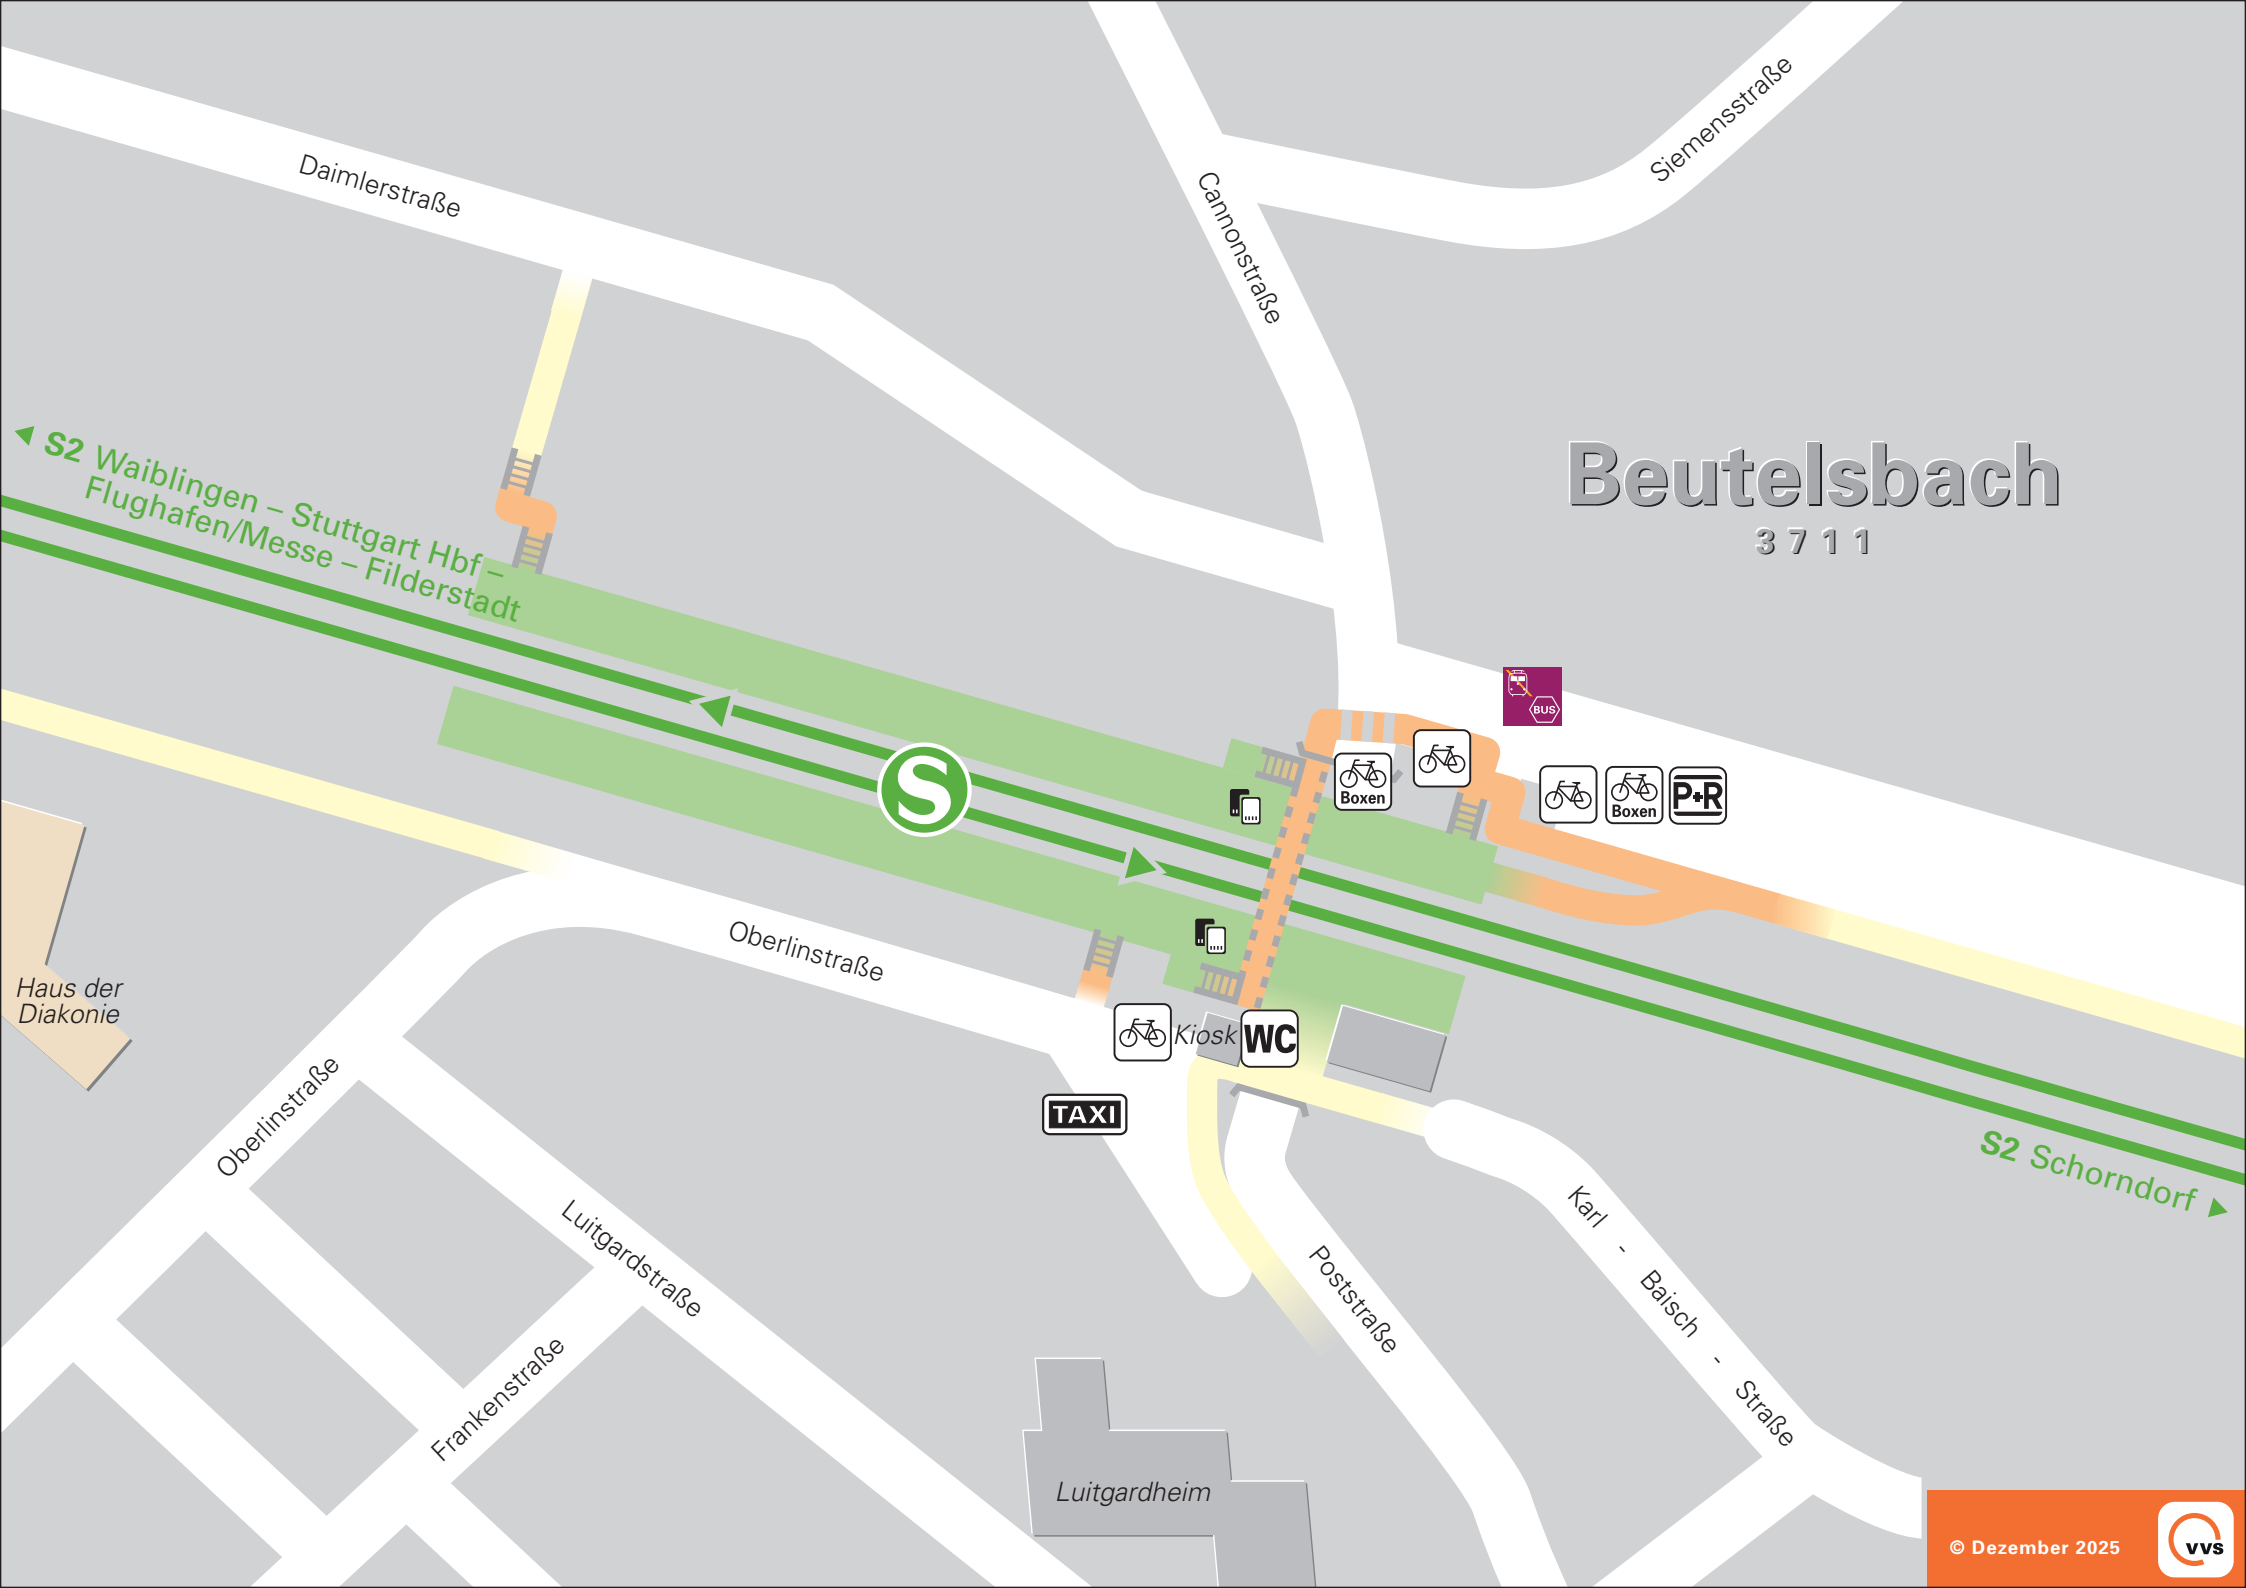 Siemensstraße
Daimlerstraße
Cannonstraße
Beutelsbach
3711
S2 Waiblingen – Stuttgart Hbf –
Flughafen/Messe – Filderstadt
BUS
Boxen
Boxen
P+R
S
Oberlinstraße
Haus der
Diakonie
Kiosk
WC
TAXI
Oberlinstraße
S2 Schorndorf
Luitgardstraße
Poststraße
Karl - Baisch - Straße
Frankenstraße
Luitgardheim
© Dezember 2025
vvs